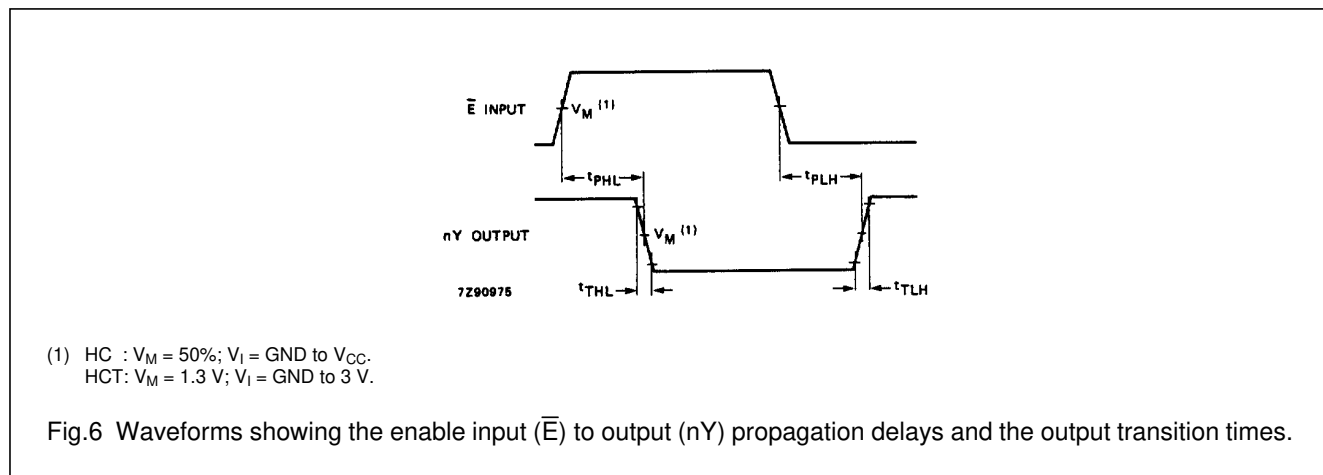 E̅ INPUT
V_M (1)
t_PHL
t_PLH
nY OUTPUT
V_M (1)
7Z90975
t_THL
t_TLH
(1) HC : V_M = 50%; V_I = GND to V_CC.
HCT: V_M = 1.3 V; V_I = GND to 3 V.
Fig.6 Waveforms showing the enable input (E̅) to output (nY) propagation delays and the output transition times.